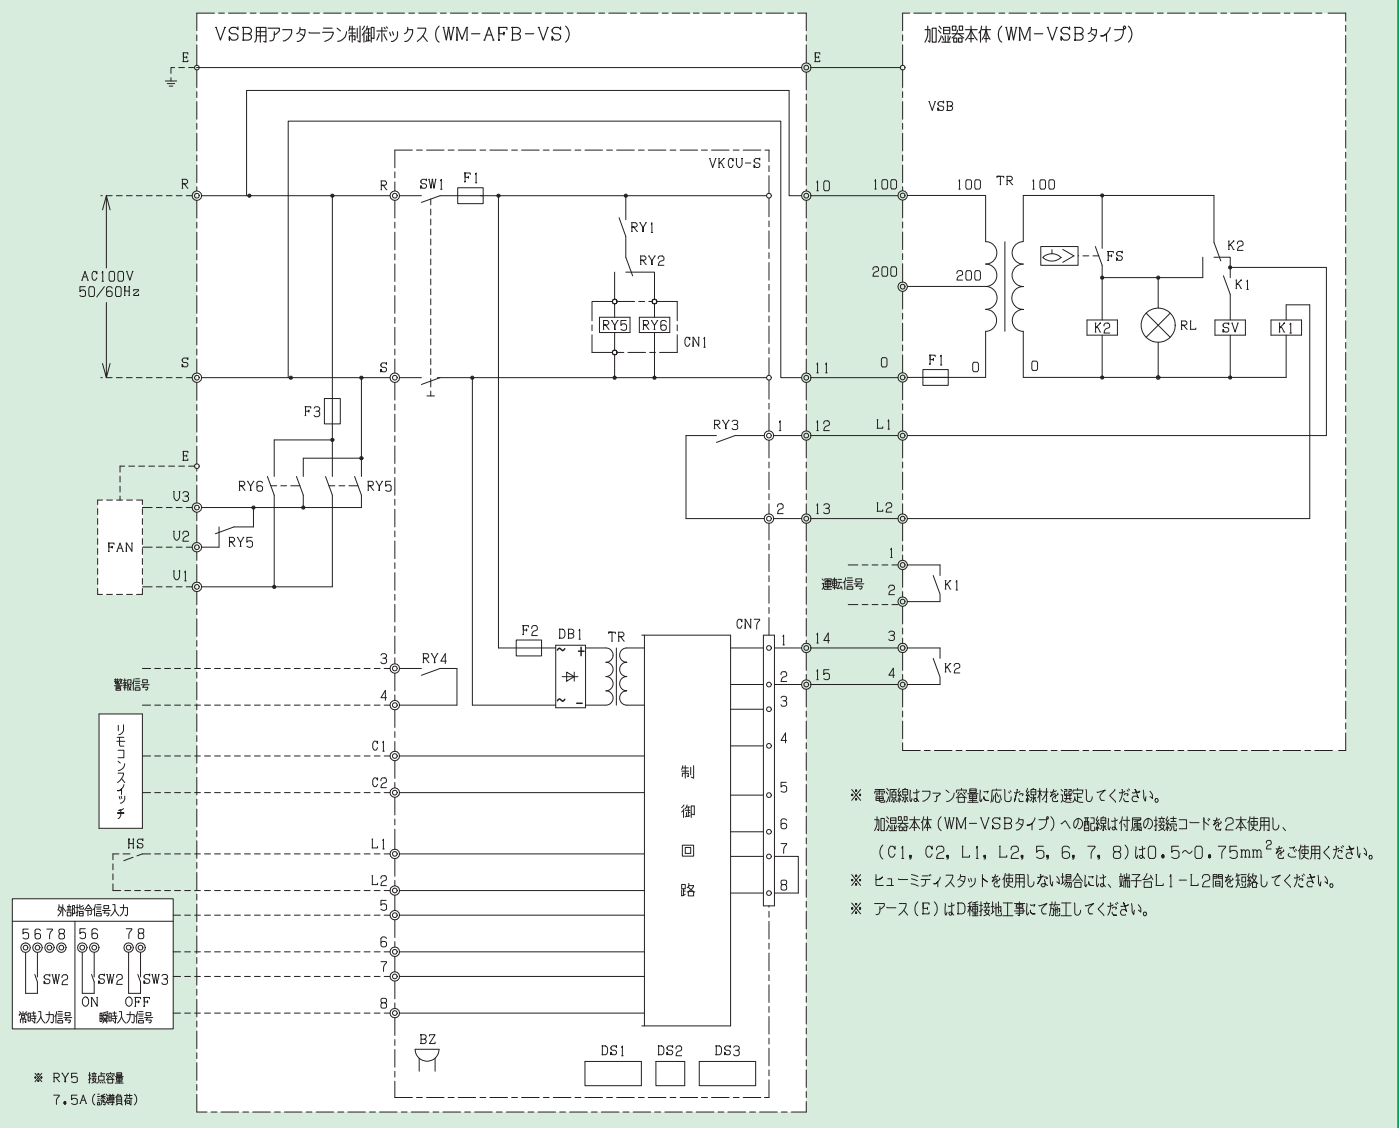 VSB用アフターラン制御ボックス（WM-AFB-VS）
加湿器本体（WM-VSBタイプ）
E
E
VSB
VKCU-S
R
R
SW1
F1
10
100
100
TR
100
RY1
RY2
FS
K2
AC100V
50/60Hz
200
200
K1
RY5
RY6
CN1
K2
RL
SV
K1
S
S
11
0
F1
0
0
F3
RY3
1
12
L1
E
RY6
RY5
U3
2
13
L2
FAN
U2
RY5
U1
運転信号
1
2
K1
CN7
F2
DB1
TR
~
+
~
−
1
14
3
3
RY4
K2
警報信号
4
2
15
4
3
リモコンスイッチ
4
C1
C2
制御回路
5
6
HS
L1
7
L2
8
外部指令信号入力
5
5 6 7 8
5 6
7 8
6
SW2
SW2
SW3
7
ON
OFF
常時入力信号
瞬時入力信号
8
BZ
DS1
DS2
DS3
※ RY5 接点容量
7.5A（誘導負荷）
※ 電源線はファン容量に応じた線材を選定してください。
加湿器本体（WM-VSBタイプ）への配線は付属の接続コードを2本使用し、
（C1, C2, L1, L2, 5, 6, 7, 8）は0.5~0.75mm²をご使用ください。
※ ヒューミディスタットを使用しない場合には、端子台L1-L2間を短絡してください。
※ アース（E）はD種接地工事にて施工してください。